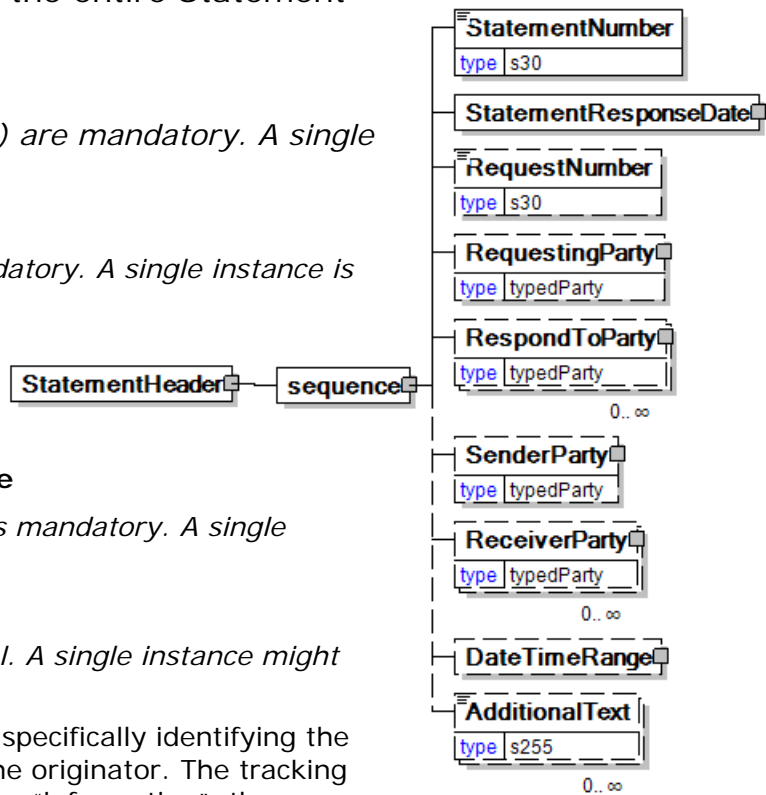 the entire Statement
) are mandatory. A single
datory. A single instance is
e
s mandatory. A single
l. A single instance might
specifically identifying the
ne originator. The tracking
StatementHeader
sequence
StatementNumber
type s30
StatementResponseDate
RequestNumber
type s30
RequestingParty
type typedParty
RespondToParty
type typedParty
0.. ∞
SenderParty
type typedParty
ReceiverParty
type typedParty
0.. ∞
DateTimeRange
AdditionalText
type s255
0.. ∞